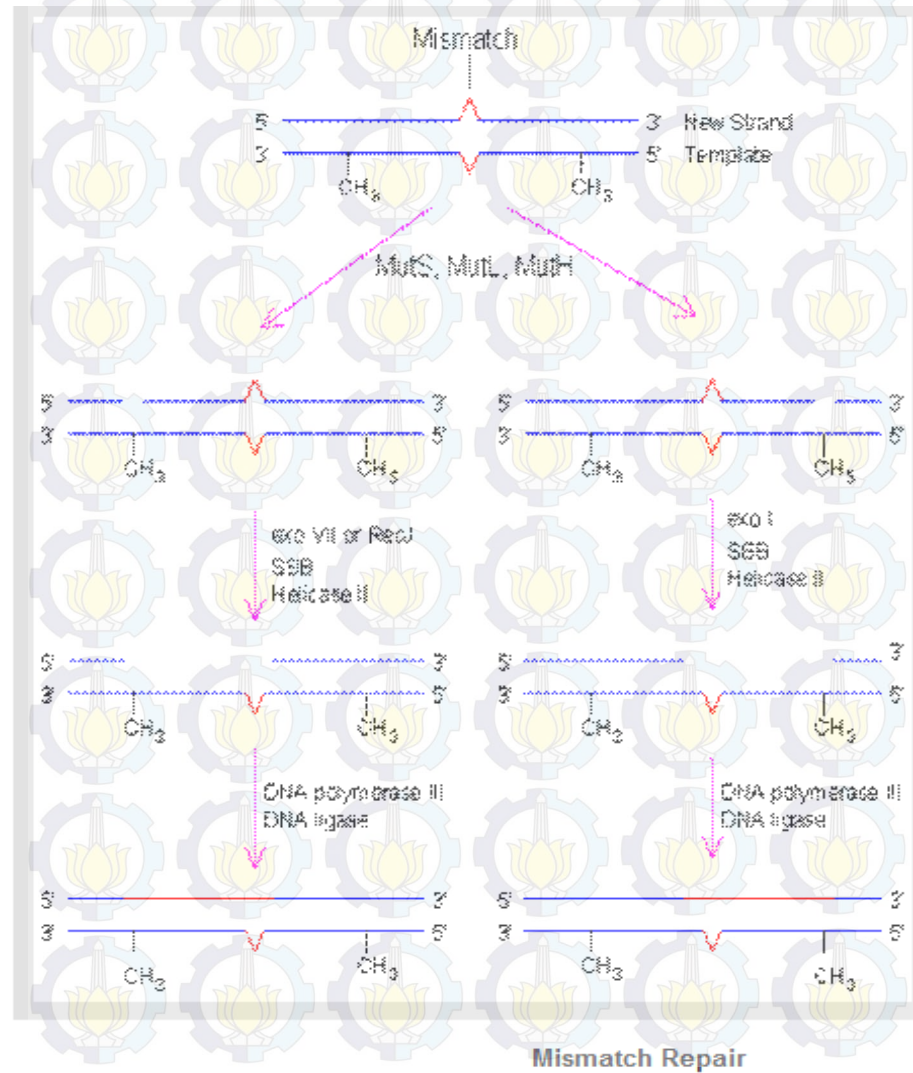 Mismatch
5' 3' New Strand
3' 5' Template
CH3 CH3
MutS, MutL, MutH
5' 3' 5' 3'
3' 5' 3' 5'
CH3 CH3 CH3 CH3
exo VII or RecJ
SSB
Helicase II
exo I
SSB
Helicase II
5' 3' 5' 3'
3' 5' 3' 5'
CH3 CH3 CH3 CH3
DNA polymerase III
DNA ligase
DNA polymerase III
DNA ligase
5' 3' 5' 3'
3' 5' 3' 5'
CH3 CH3 CH3 CH3
Mismatch Repair